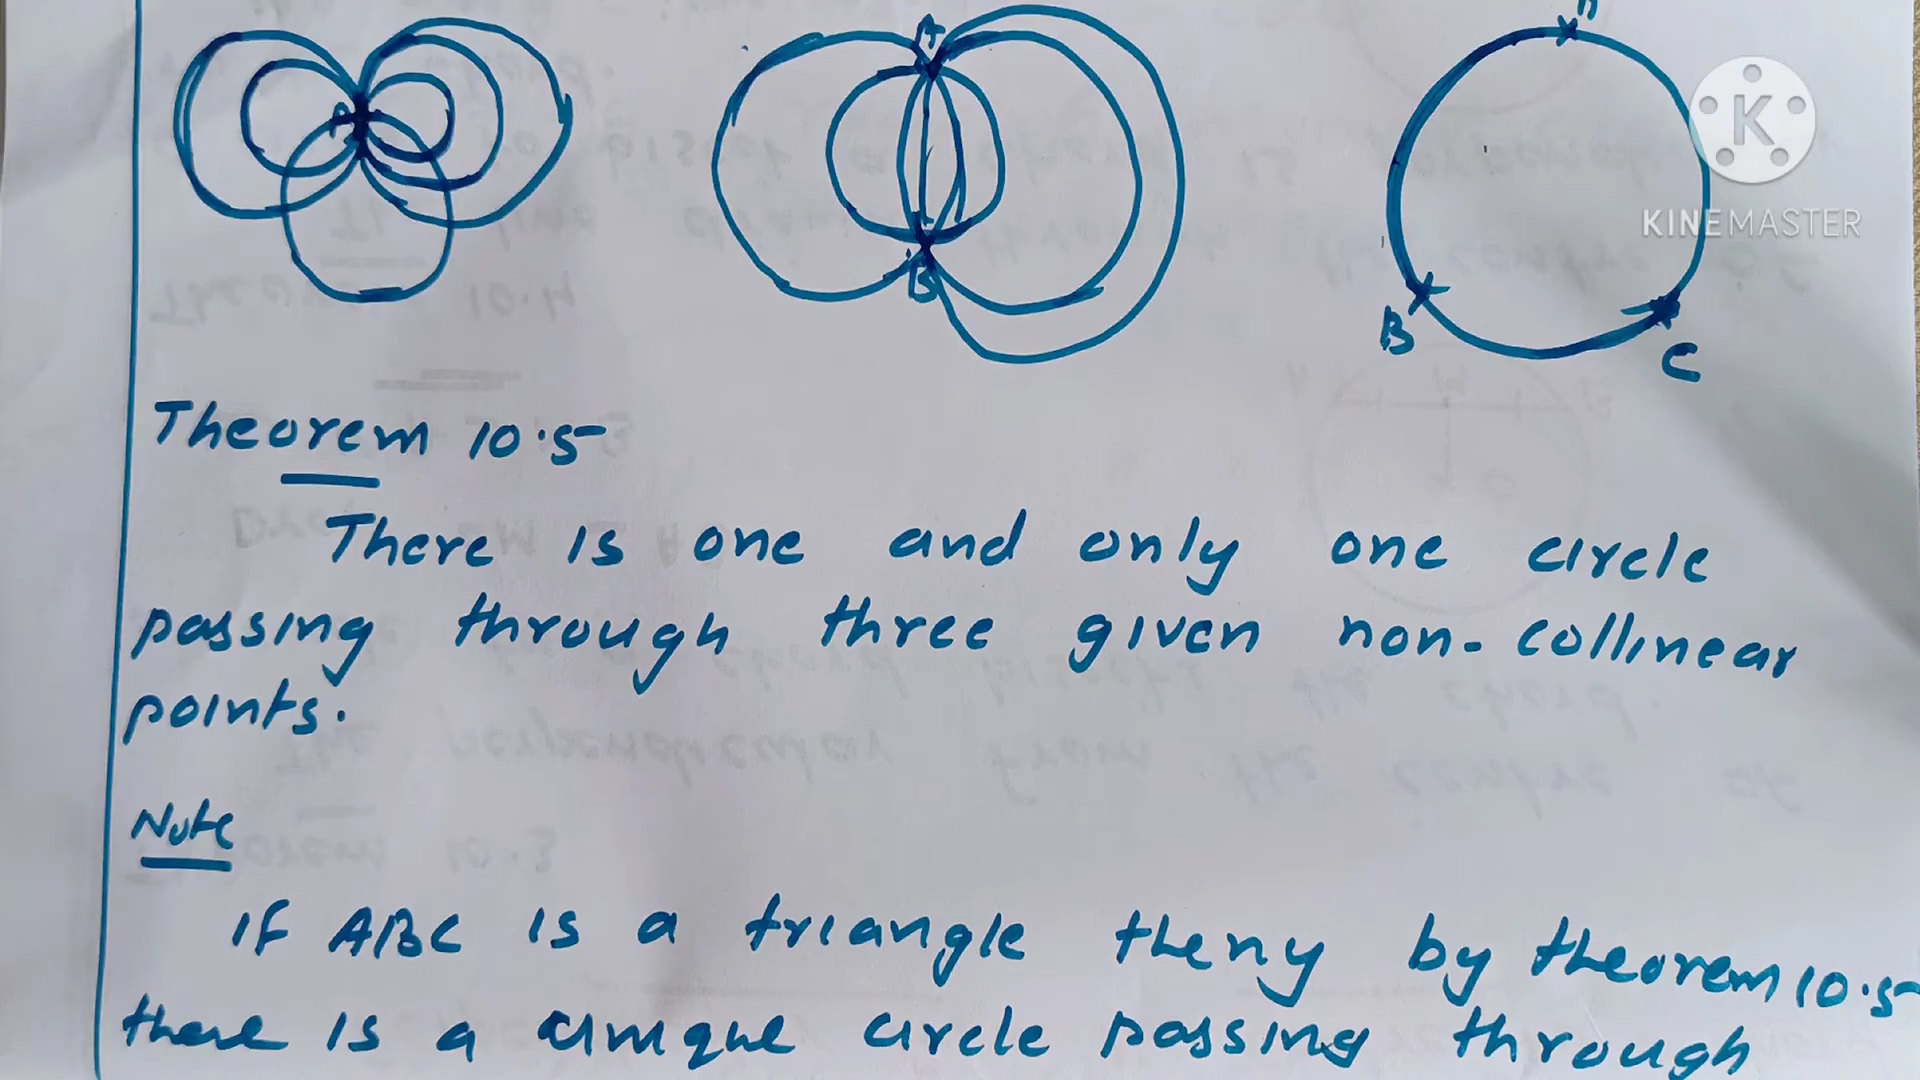 A
A
B
B
C
K
KINEMASTER
Theorem 10.5
There is one and only one circle
passing through three given non-collinear
points.
Note
if ABC is a triangle theny by theorem 10.5
there is a unique circle passing through